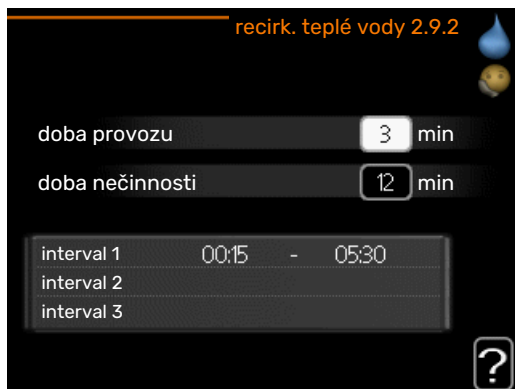 recirk. teplé vody 2.9.2
doba provozu 3 min
doba nečinnosti 12 min
interval 1 00:15 - 05:30
interval 2
interval 3
?